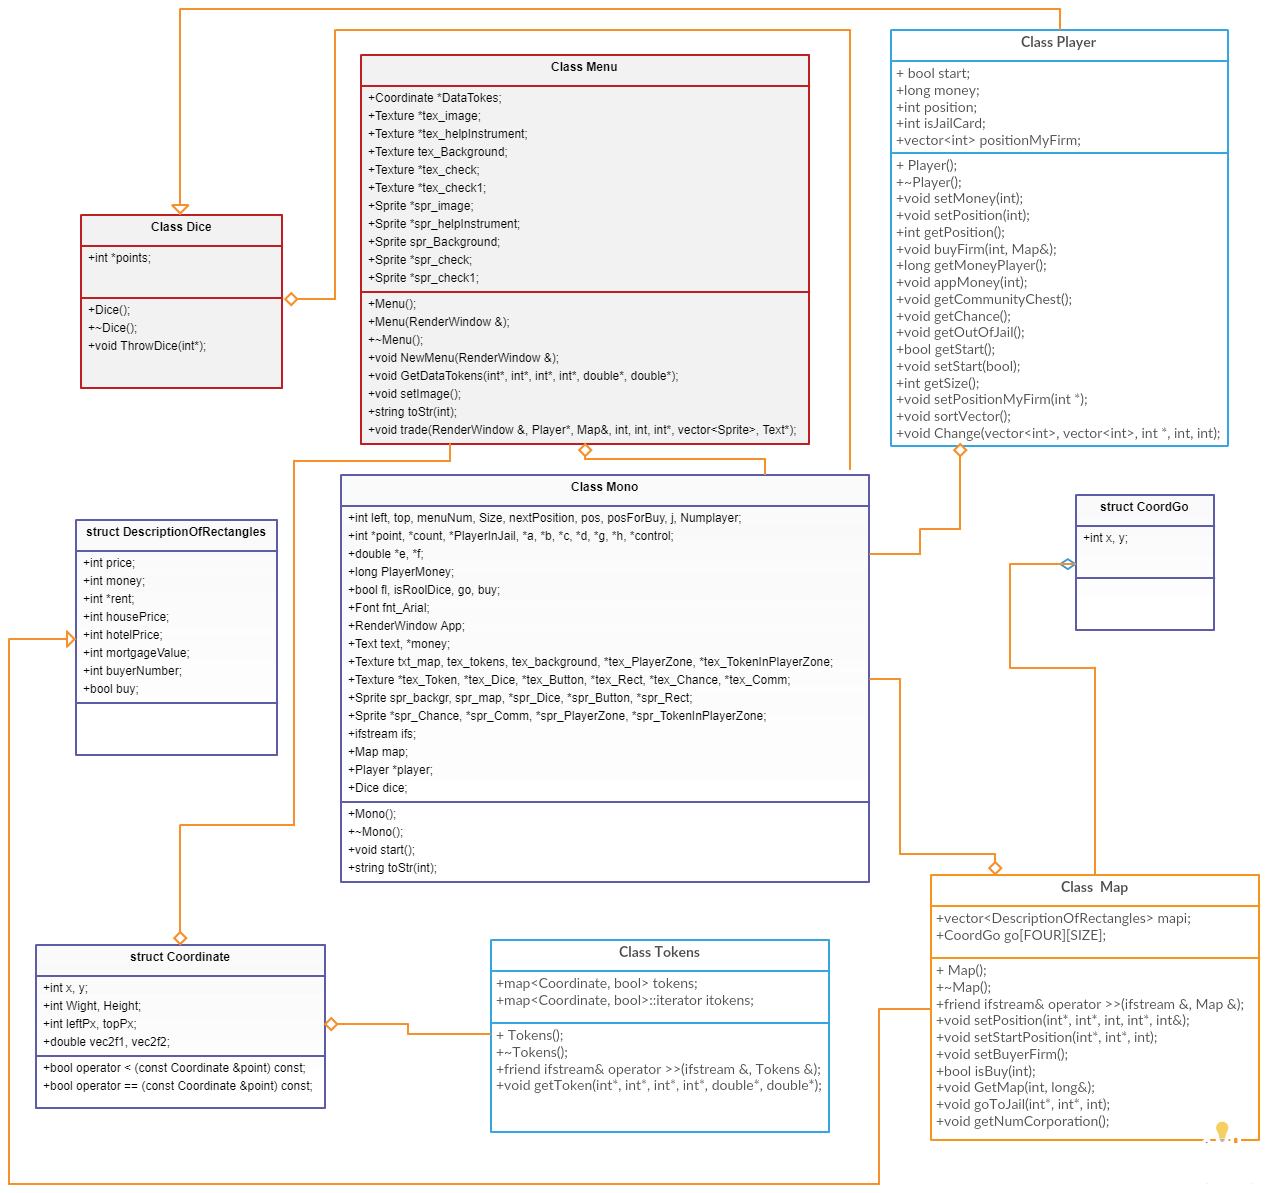 Class Menu
+Coordinate *DataTokes;
+Texture *tex_image;
+Texture *tex_helpInstrument;
+Texture tex_Background;
+Texture *tex_check;
+Texture *tex_check1;
+Sprite *spr_image;
+Sprite *spr_helpInstrument;
+Sprite spr_Background;
+Sprite *spr_check;
+Sprite *spr_check1;
+Menu();
+Menu(RenderWindow &);
+~Menu();
+void NewMenu(RenderWindow &);
+void GetDataTokens(int*, int*, int*, int*, double*, double*);
+void setImage();
+string toStr(int);
+void trade(RenderWindow &, Player*, Map&, int, int, int*, vector<Sprite>, Text*);
Class Player
+ bool start;
+long money;
+int position;
+int isJailCard;
+vector<int> positionMyFirm;
+ Player();
+~Player();
+void setMoney(int);
+void setPosition(int);
+int getPosition();
+void buyFirm(int, Map&);
+long getMoneyPlayer();
+void appMoney(int);
+void getCommunityChest();
+void getChance();
+void getOutOfJail();
+bool getStart();
+void setStart(bool);
+int getSize();
+void setPositionMyFirm(int *);
+void sortVector();
+void Change(vector<int>, vector<int>, int *, int, int);
Class Dice
+int *points;
+Dice();
+~Dice();
+void ThrowDice(int*);
Class Mono
+int left, top, menuNum, Size, nextPosition, pos, posForBuy, j, Numplayer;
+int *point, *count, *PlayerInJail, *a, *b, *c, *d, *g, *h, *control;
+double *e, *f;
+long PlayerMoney;
+bool fl, isRoolDice, go, buy;
+Font fnt_Arial;
+RenderWindow App;
+Text text, *money;
+Texture txt_map, tex_tokens, tex_background, *tex_PlayerZone, *tex_TokenInPlayerZone;
+Texture *tex_Token, *tex_Dice, *tex_Button, *tex_Rect, *tex_Chance, *tex_Comm;
+Sprite spr_backgr, spr_map, *spr_Dice, *spr_Button, *spr_Rect;
+Sprite *spr_Chance, *spr_Comm, *spr_PlayerZone, *spr_TokenInPlayerZone;
+ifstream ifs;
+Map map;
+Player *player;
+Dice dice;
+Mono();
+~Mono();
+void start();
+string toStr(int);
struct DescriptionOfRectangles
+int price;
+int money;
+int *rent;
+int housePrice;
+int hotelPrice;
+int mortgageValue;
+int buyerNumber;
+bool buy;
struct CoordGo
+int x, y;
Class  Map
+vector<DescriptionOfRectangles> mapi;
+CoordGo go[FOUR][SIZE];
+ Map();
+~Map();
+friend ifstream& operator >>(ifstream &, Map &);
+void setPosition(int*, int*, int, int*, int&);
+void setStartPosition(int*, int*, int);
+void setBuyerFirm();
+bool isBuy(int);
+void GetMap(int, long&);
+void goToJail(int*, int*, int);
+void getNumCorporation();
struct Coordinate
+int x, y;
+int Wight, Height;
+int leftPx, topPx;
+double vec2f1, vec2f2;
+bool operator < (const Coordinate &point) const;
+bool operator == (const Coordinate &point) const;
Class Tokens
+map<Coordinate, bool> tokens;
+map<Coordinate, bool>::iterator itokens;
+ Tokens();
+~Tokens();
+friend ifstream& operator >>(ifstream &, Tokens &);
+void getToken(int*, int*, int*, int*, double*, double*);